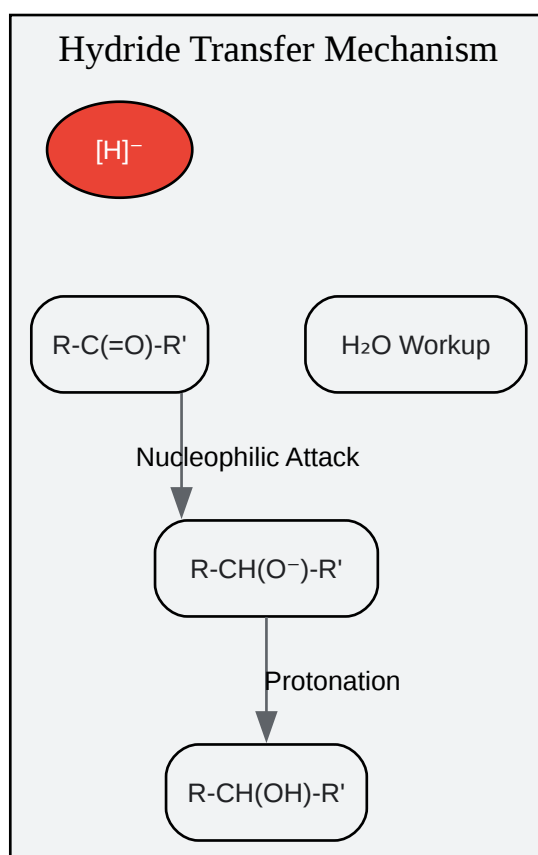 Hydride Transfer Mechanism
[H]⁻
R-C(=O)-R'
H₂O Workup
Nucleophilic Attack
R-CH(O⁻)-R'
Protonation
R-CH(OH)-R'